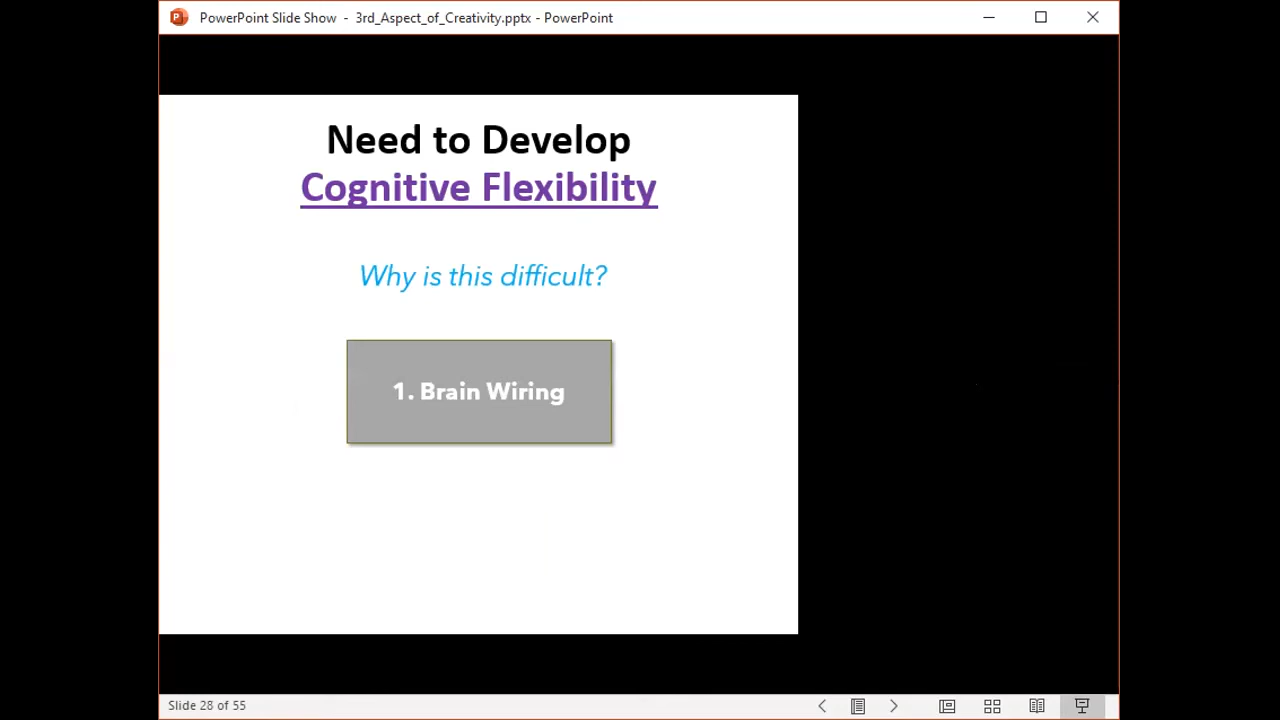 PowerPoint Slide Show - 3rd_Aspect_of_Creativity.pptx - PowerPoint
Need to Develop
Cognitive Flexibility
Why is this difficult?
1. Brain Wiring
Slide 28 of 55